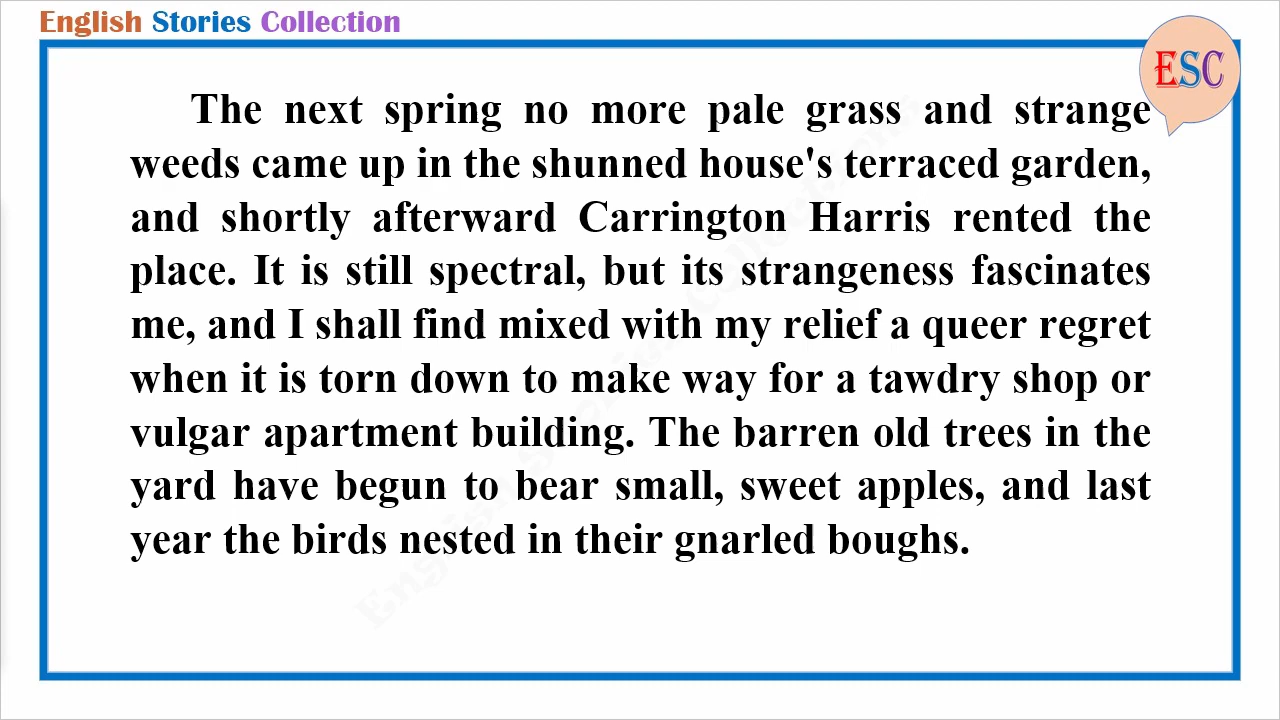 English Stories Collection
ESC
The next spring no more pale grass and strange
weeds came up in the shunned house's terraced garden,
and shortly afterward Carrington Harris rented the
place. It is still spectral, but its strangeness fascinates
me, and I shall find mixed with my relief a queer regret
when it is torn down to make way for a tawdry shop or
vulgar apartment building. The barren old trees in the
yard have begun to bear small, sweet apples, and last
year the birds nested in their gnarled boughs.
English Stories Collections